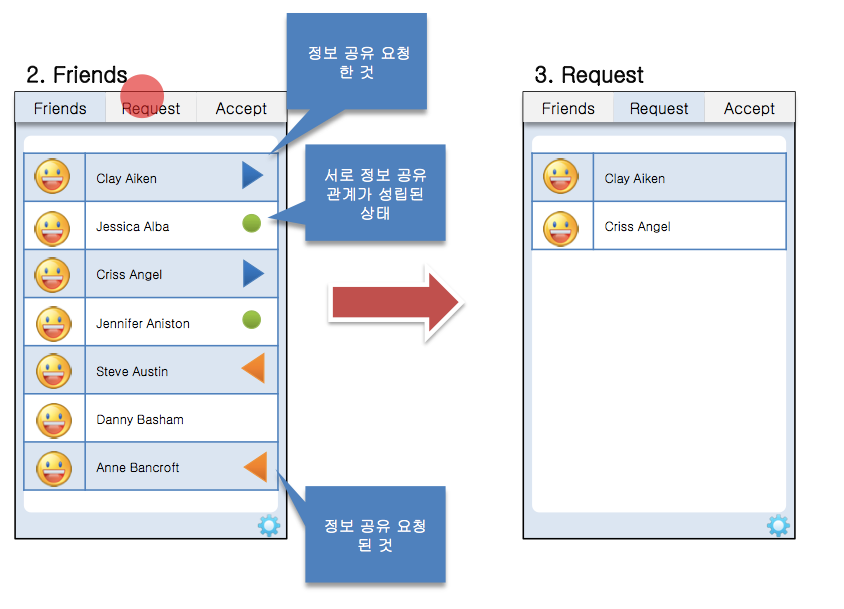 정보 공유 요청
한 것
2. Friends
3. Request
Friends
Request
Accept
Friends
Request
Accept
서로 정보 공유
관계가 성립된
상태
Clay Aiken
Jessica Alba
Criss Angel
Jennifer Aniston
Steve Austin
Danny Basham
Anne Bancroft
Clay Aiken
Criss Angel
정보 공유 요청
된 것